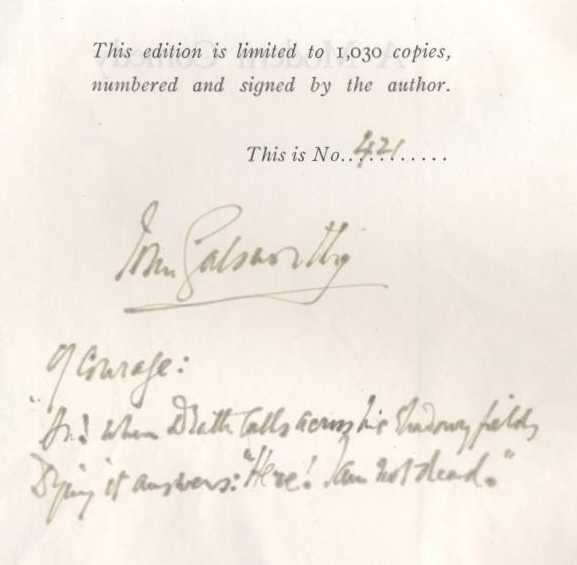 This edition is limited to 1,030 copies,
numbered and signed by the author.
This is No. 421
John Galsworthy
Of Courage:
when Death calls across his shadowy fields
Dying it answers: "Here! I am not dead."